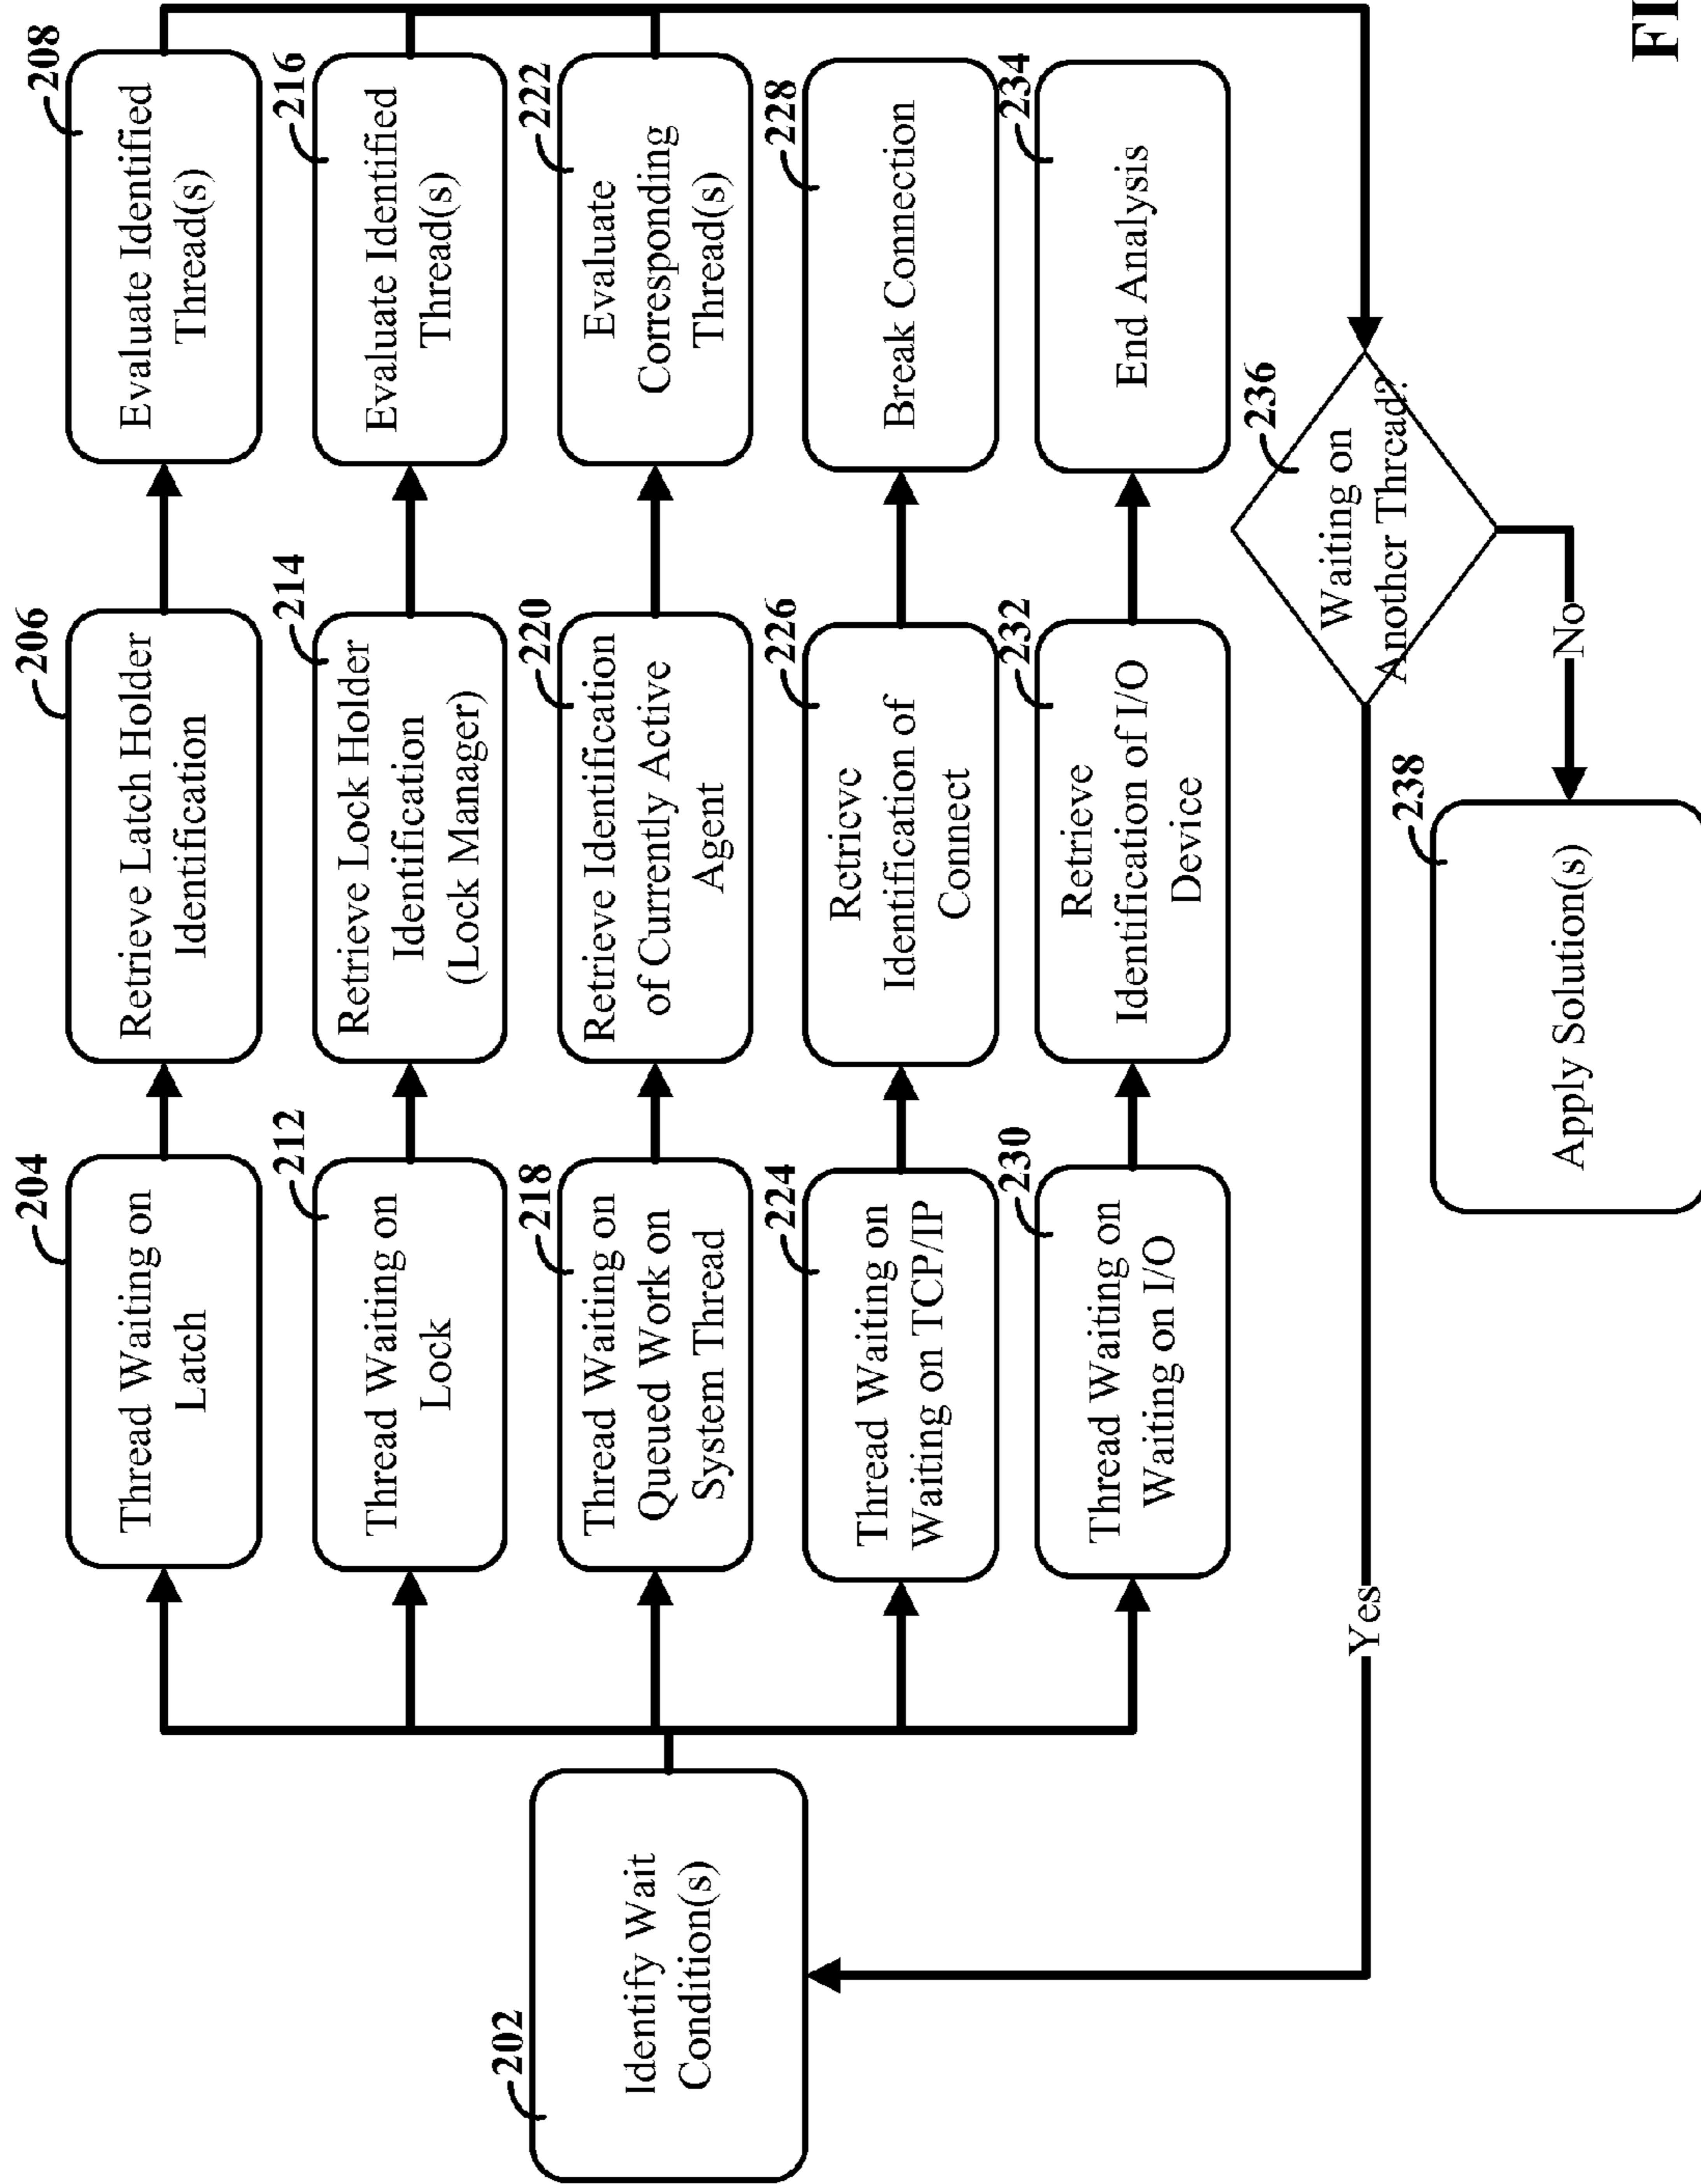 202
Identify Wait
Condition(s)
204
Thread Waiting on
Latch
206
Retrieve Latch Holder
Identification
208
Evaluate Identified
Thread(s)
212
Thread Waiting on
Lock
214
Retrieve Lock Holder
Identification
(Lock Manager)
216
Evaluate Identified
Thread(s)
218
Thread Waiting on
Queued Work on
System Thread
220
Retrieve Identification
of Currently Active
Agent
222
Evaluate
Corresponding
Thread(s)
224
Thread Waiting on
Waiting on TCP/IP
226
Retrieve
Identification of
Connect
228
Break Connection
230
Thread Waiting on
Waiting on I/O
232
Retrieve
Identification of I/O
Device
234
End Analysis
236
Waiting on
Another Thread?
Yes
No
238
Apply Solution(s)